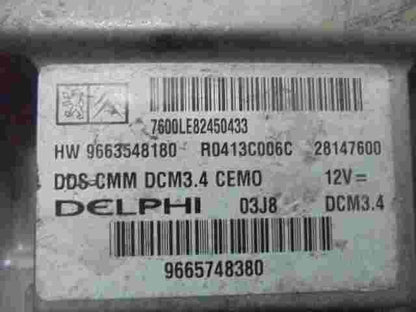 7600LE82450433
HW 9663548180 R0413C006C 28147600
DDS-CMM DCM3.4 CEMO 12V=
DELPHI 03J8 DCM3.4
9665748380